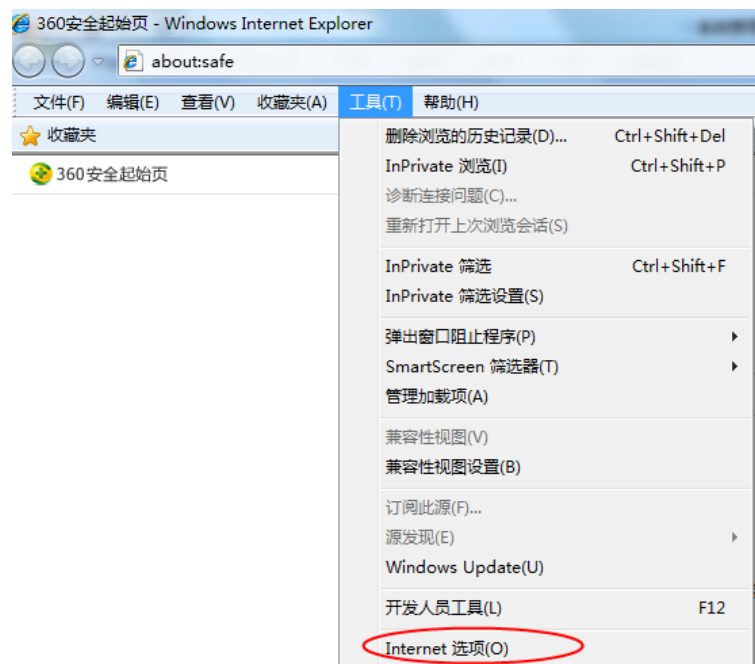 360安全起始页 - Windows Internet Explorer
about:safe
文件(F) 编辑(E) 查看(V) 收藏夹(A) 工具(T) 帮助(H)
收藏夹
360安全起始页
删除浏览的历史记录(D)... Ctrl+Shift+Del
InPrivate 浏览(I) Ctrl+Shift+P
诊断连接问题(C)...
重新打开上次浏览会话(S)
InPrivate 筛选 Ctrl+Shift+F
InPrivate 筛选设置(S)
弹出窗口阻止程序(P)
SmartScreen 筛选器(T)
管理加载项(A)
兼容性视图(V)
兼容性视图设置(B)
订阅此源(F)...
源发现(E)
Windows Update(U)
开发人员工具(L) F12
Internet 选项(O)